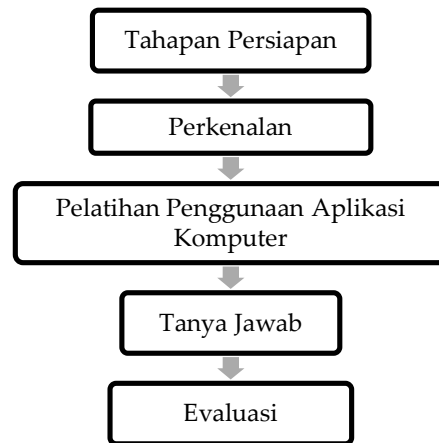 Tahapan Persiapan
Perkenalan
Pelatihan Penggunaan Aplikasi
Komputer
Tanya Jawab
Evaluasi